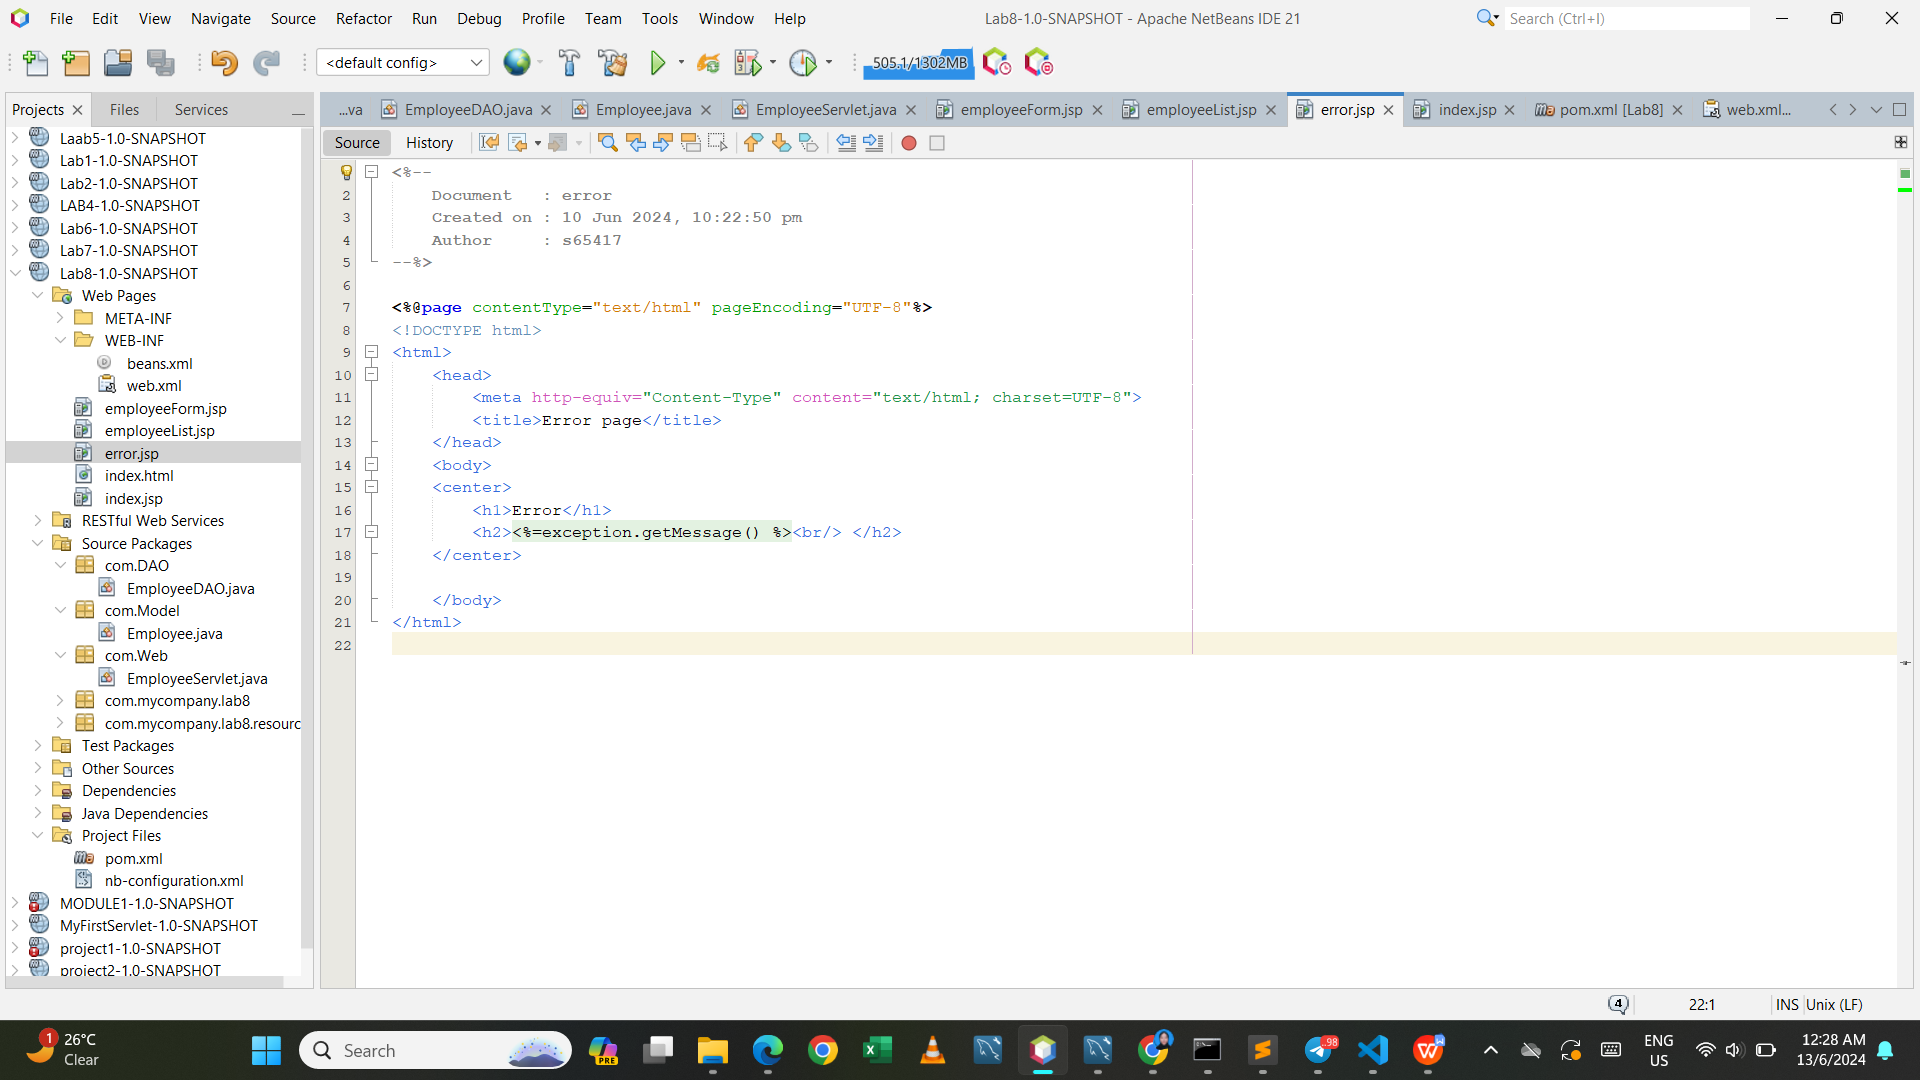 File Edit View Navigate Source Refactor Run Debug Profile Team Tools Window Help
Lab8-1.0-SNAPSHOT - Apache NetBeans IDE 21
Search (Ctrl+I)
<default config>
505.1/1302MB
Projects Files Services
...va EmployeeDAO.java Employee.java EmployeeServlet.java employeeForm.jsp employeeList.jsp error.jsp index.jsp pom.xml [Lab8] web.xml...
Source History
Laab5-1.0-SNAPSHOT
Lab1-1.0-SNAPSHOT
Lab2-1.0-SNAPSHOT
LAB4-1.0-SNAPSHOT
Lab6-1.0-SNAPSHOT
Lab7-1.0-SNAPSHOT
Lab8-1.0-SNAPSHOT
Web Pages
META-INF
WEB-INF
beans.xml
web.xml
employeeForm.jsp
employeeList.jsp
error.jsp
index.html
index.jsp
RESTful Web Services
Source Packages
com.DAO
EmployeeDAO.java
com.Model
Employee.java
com.Web
EmployeeServlet.java
com.mycompany.lab8
com.mycompany.lab8.resourc
Test Packages
Other Sources
Dependencies
Java Dependencies
Project Files
pom.xml
nb-configuration.xml
MODULE1-1.0-SNAPSHOT
MyFirstServlet-1.0-SNAPSHOT
project1-1.0-SNAPSHOT
project2-1.0-SNAPSHOT
<%--
2 Document : error
3 Created on : 10 Jun 2024, 10:22:50 pm
4 Author : s65417
5 --%>
6
7 <%@page contentType="text/html" pageEncoding="UTF-8"%>
8 <!DOCTYPE html>
9 <html>
10 <head>
11 <meta http-equiv="Content-Type" content="text/html; charset=UTF-8">
12 <title>Error page</title>
13 </head>
14 <body>
15 <center>
16 <h1>Error</h1>
17 <h2><%=exception.getMessage() %><br/> </h2>
18 </center>
19
20 </body>
21 </html>
22
4
22:1
INS
Unix (LF)
1
26°C
Clear
Search
PRE
98
ENG
US
12:28 AM
13/6/2024